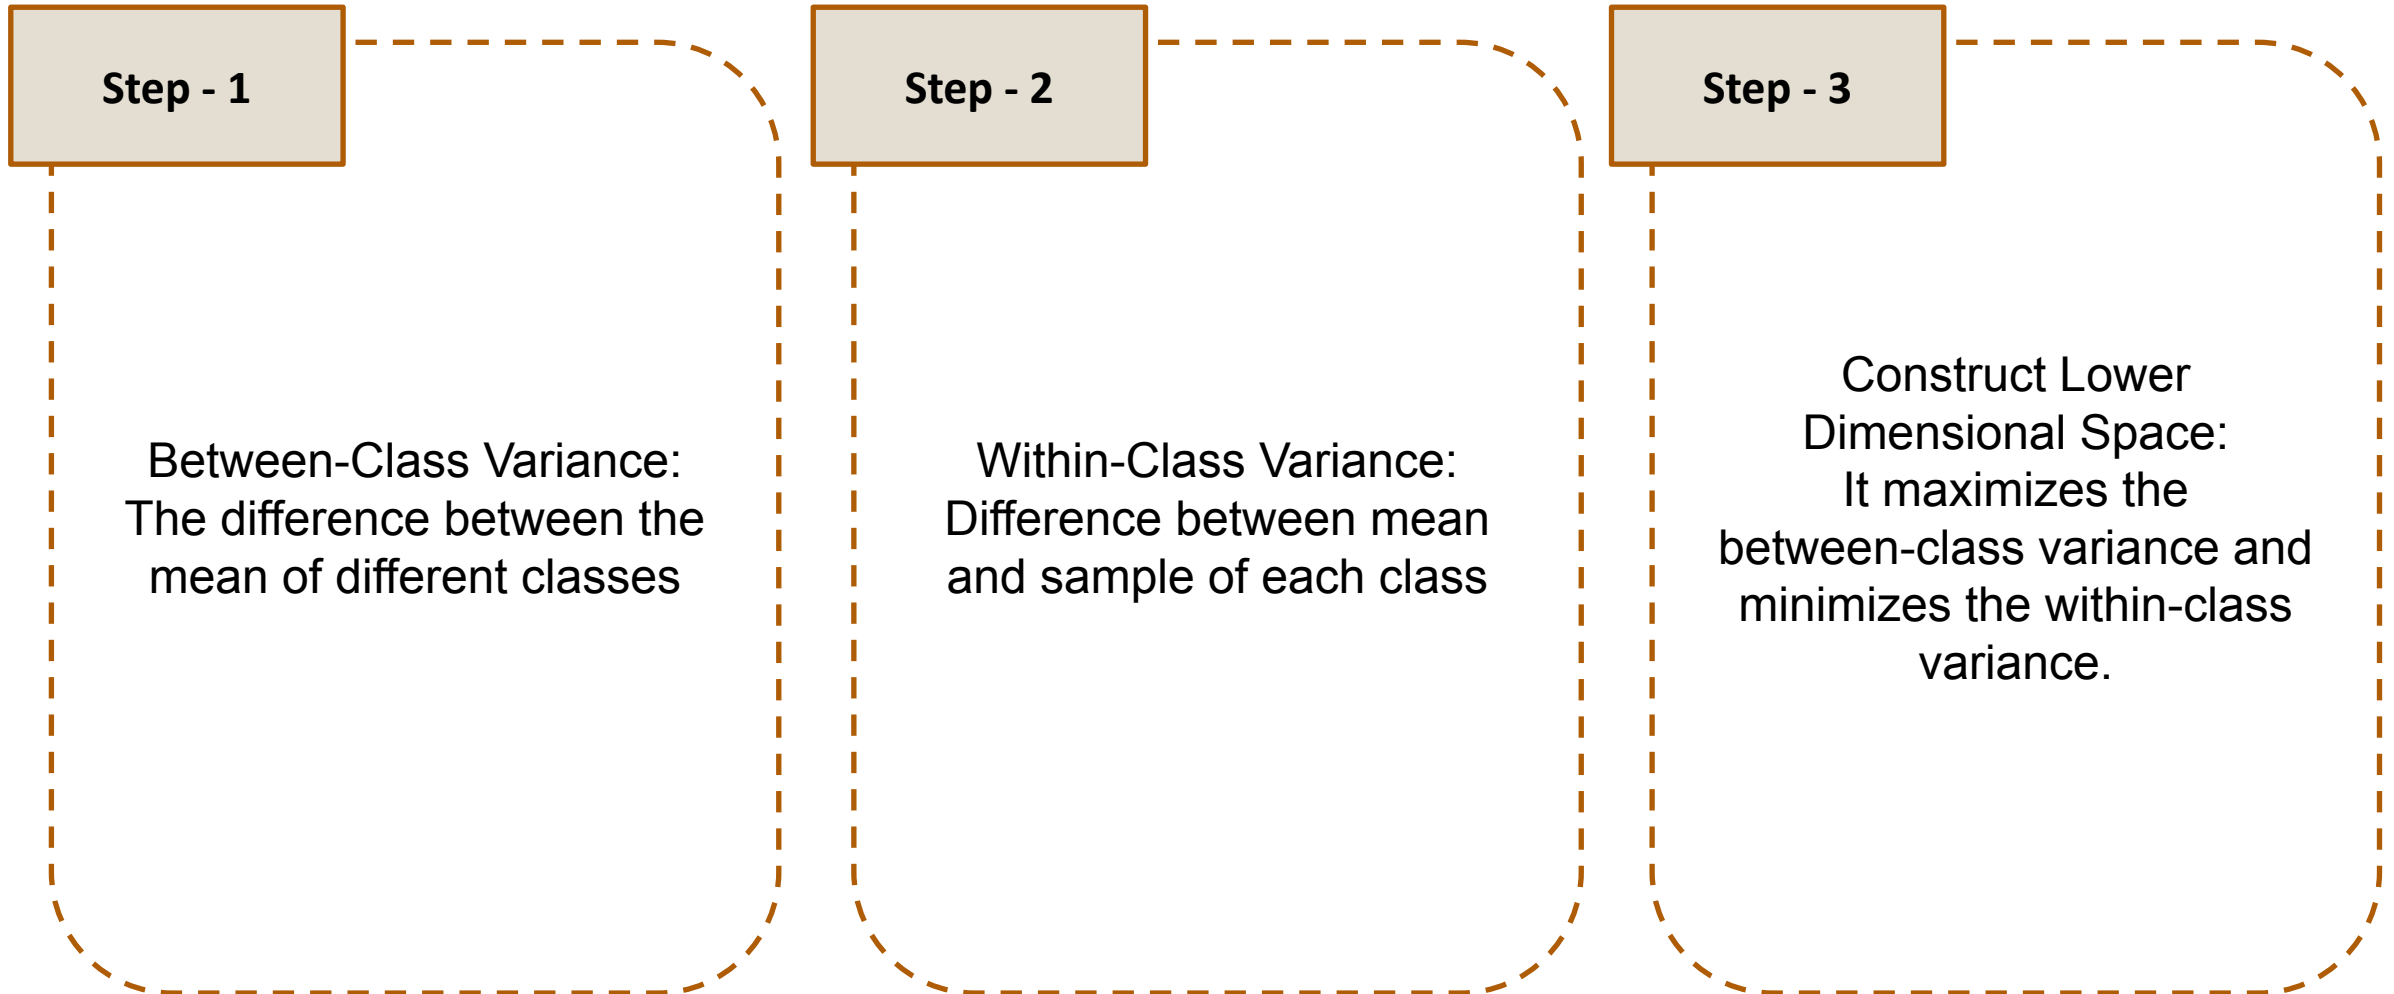 Step - 1
Between-Class Variance:
The difference between the
mean of different classes
Step - 2
Within-Class Variance:
Difference between mean
and sample of each class
Step - 3
Construct Lower
Dimensional Space:
It maximizes the
between-class variance and
minimizes the within-class
variance.